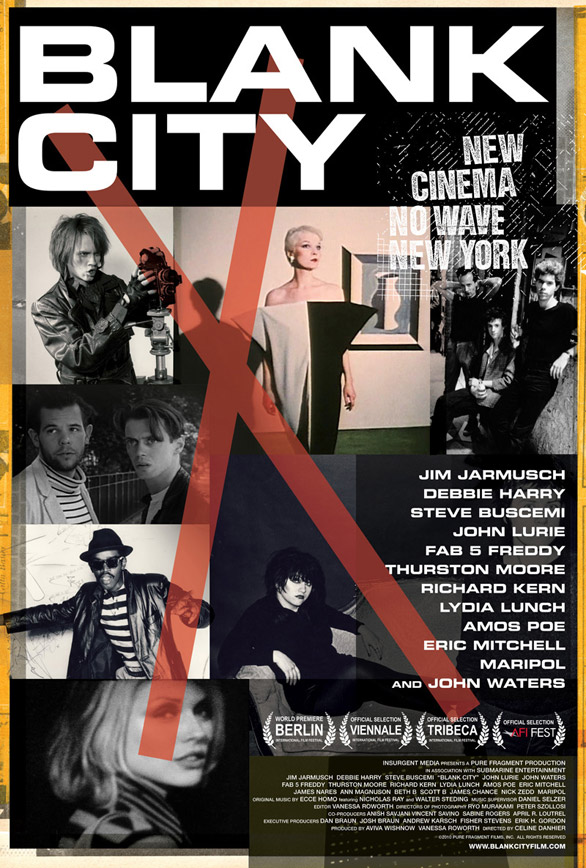 BLANK
CITY
NEW
CINEMA
NO WAVE
NEW YORK
JIM JARMUSCH
DEBBIE HARRY
STEVE BUSCEMI
JOHN LURIE
FAB 5 FREDDY
THURSTON MOORE
RICHARD KERN
LYDIA LUNCH
AMOS POE
ERIC MITCHELL
MARIPOL
AND JOHN WATERS
WORLD PREMIERE
BERLIN
INTERNATIONAL FILM FESTIVAL
OFFICIAL SELECTION
VIENNALE
INTERNATIONAL FILM FESTIVAL
OFFICIAL SELECTION
TRIBECA
INTERNATIONAL FILM FESTIVAL
OFFICIAL SELECTION
AFI FEST
INSURGENT MEDIA PRESENTS A PURE FRAGMENT PRODUCTION
IN ASSOCIATION WITH SUBMARINE ENTERTAINMENT
JIM JARMUSCH DEBBIE HARRY STEVE BUSCEMI "BLANK CITY" JOHN LURIE JOHN WATERS
FAB 5 FREDDY THURSTON MOORE RICHARD KERN LYDIA LUNCH AMOS POE ERIC MITCHELL
JAMES NARES ANN MAGNUSON BETH B SCOTT B JAMES CHANCE NICK ZEDD MARIPOL
ORIGINAL MUSIC BY ECCE HOMO featuring NICHOLAS RAY and WALTER STEDING MUSIC SUPERVISOR DANIEL SELZER
EDITOR VANESSA ROWORTH DIRECTORS OF PHOTOGRAPHY RYO MURAKAMI PETER SZOLLOSI
CO-PRODUCERS ANISH SAVJANI VINCENT SAVINO SABINE ROGERS APRIL R. LOUTREL
EXECUTIVE PRODUCERS DAN BRAUN, JOSH BRAUN ANDREW KARSCH FISHER STEVENS ERIK H. GORDON
PRODUCED BY AVIVA WISHNOW VANESSA ROWORTH DIRECTED BY CELINE DANHIER
©2010 PURE FRAGMENT FILMS, INC. ALL RIGHTS RESERVED
WWW.BLANKCITYFILM.COM